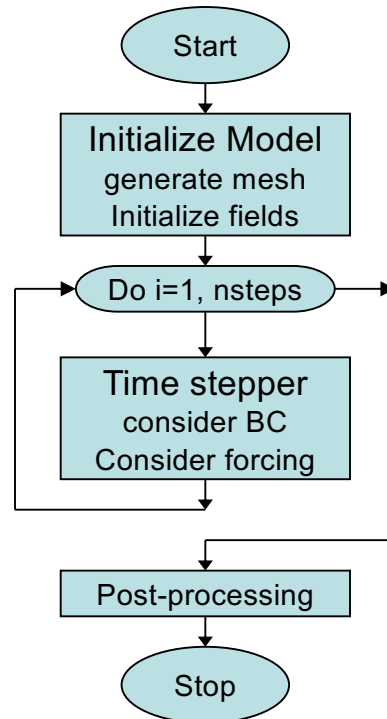 Start
Initialize Model
generate mesh
Initialize fields
Do i=1, nsteps
Time stepper
consider BC
Consider forcing
Post-processing
Stop